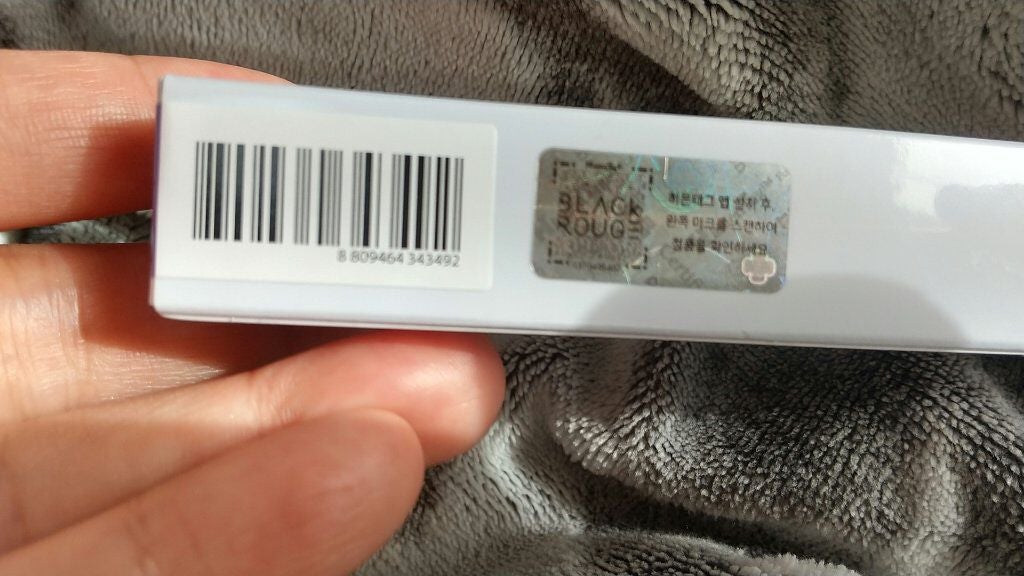 8 809464 343492
BLACK
ROUGE
히든태그 앱 설치 후,
왼쪽 마크를 스캔하여
정품을 확인하세요.